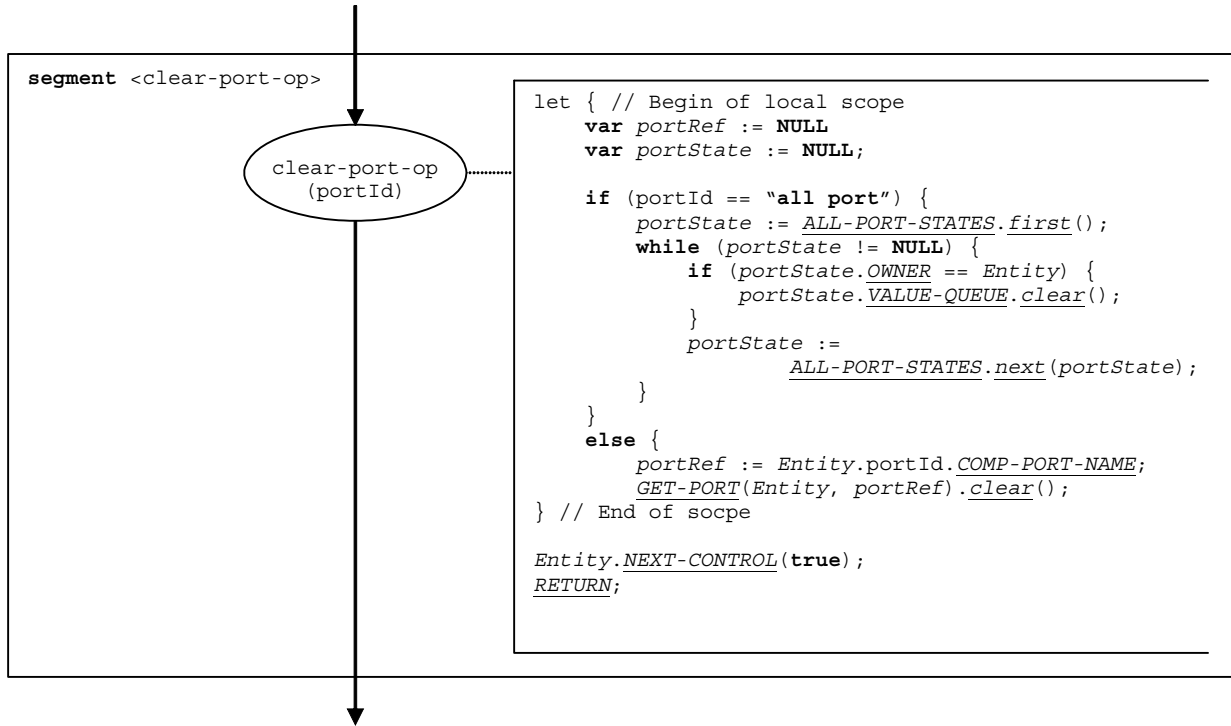 segment <clear-port-op>
clear-port-op
(portId)
let { // Begin of local scope
var portRef := NULL
var portState := NULL;
if (portId == “all port”) {
portState := ALL-PORT-STATES.first();
while (portState != NULL) {
if (portState.OWNER == Entity) {
portState.VALUE-QUEUE.clear();
}
portState :=
ALL-PORT-STATES.next(portState);
}
}
else {
portRef := Entity.portId.COMP-PORT-NAME;
GET-PORT(Entity, portRef).clear();
} // End of socpe
Entity.NEXT-CONTROL(true);
RETURN;